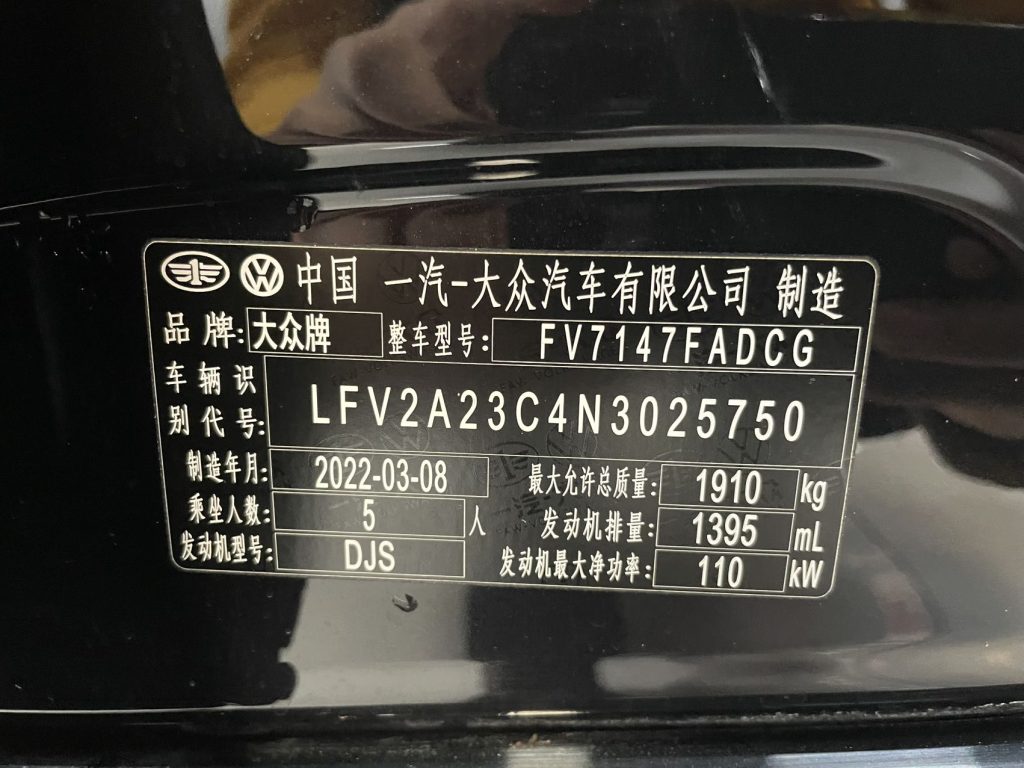 中国 一汽-大众汽车有限公司 制造
品牌: 大众牌 整车型号: FV7147FADCG
车辆识别代号: LFV2A23C4N3025750
制造年月: 2022-03-08 最大允许总质量: 1910 kg
乘坐人数: 5 人 发动机排量: 1395 mL
发动机型号: DJS 发动机最大净功率: 110 kW